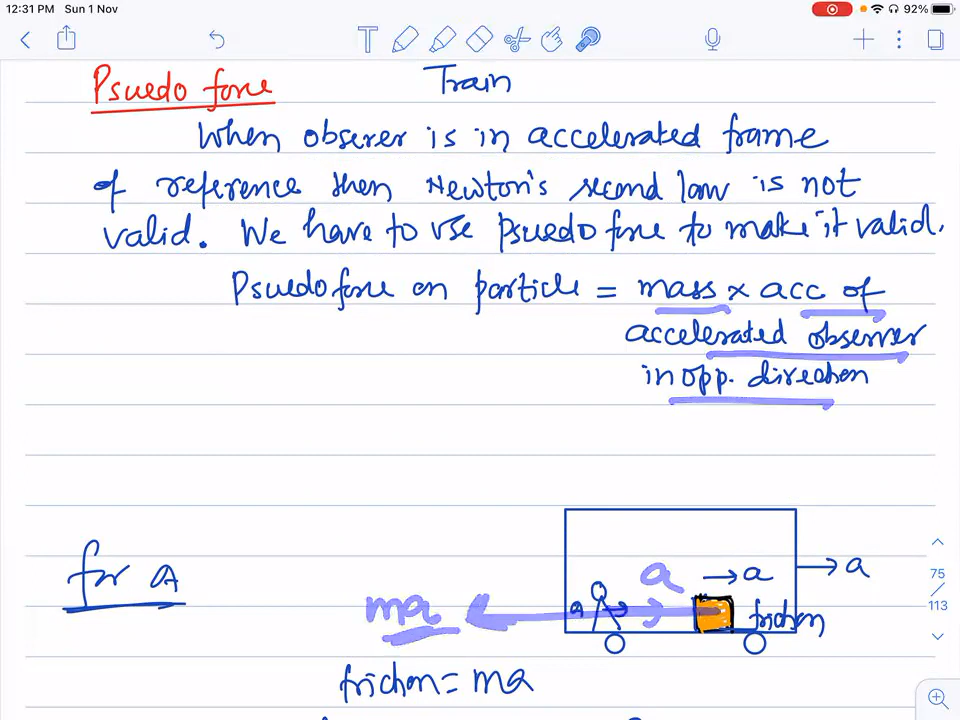 12:31 PM Sun 1 Nov
92%
Psuedo force Train
When obserer is in accelerated frame
of reference then Newton's second law is not
valid. We have to use psuedo force to make it valid.
Psuedo force on particle = mass x acc of
accelerated observer
in opp. direction
for A
a
→a
→a
ma
A
friction
75
/
113
friction = ma